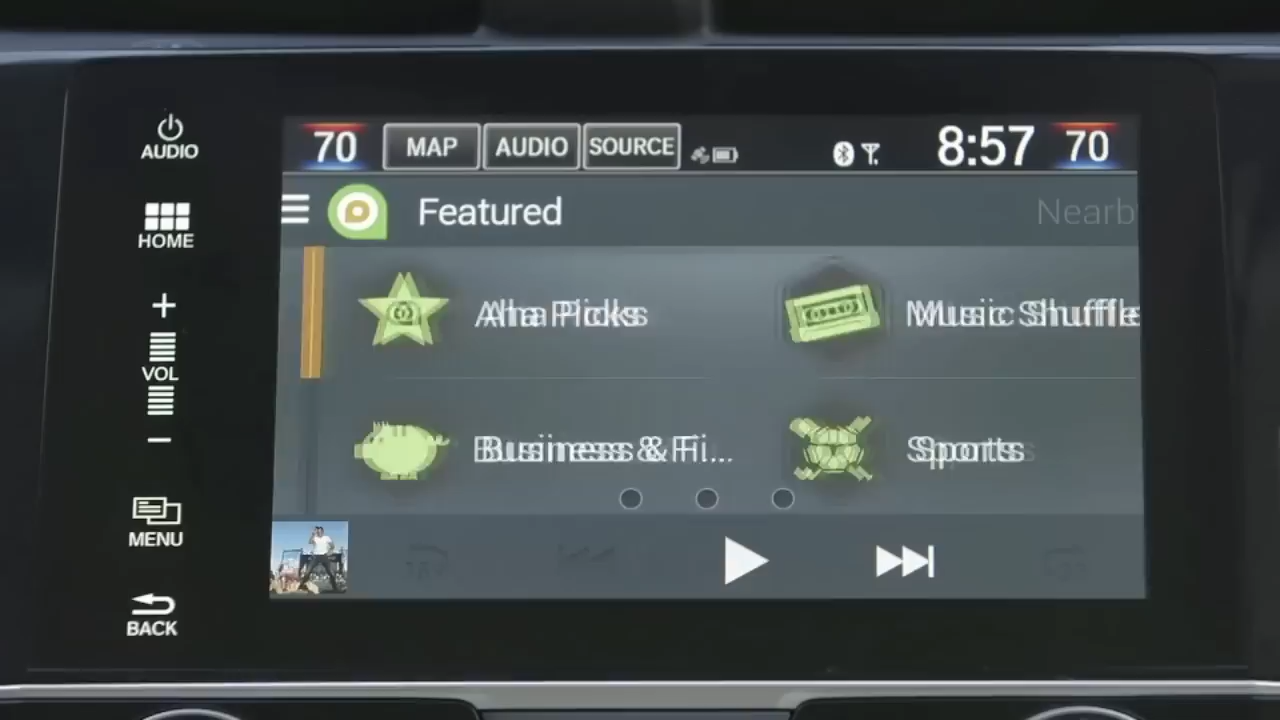 AUDIO
HOME
VOL
MENU
BACK
70 MAP AUDIO SOURCE 8:57 70
Featured Nearb
Aha Picks Music Shuffle
Business & Fi... Sports